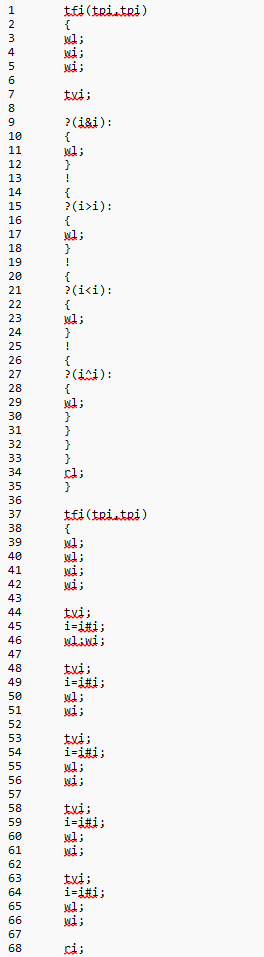 1 tfi(tpi,tpi)
2 {
3 wl;
4 wi;
5 wi;
6
7 tvi;
8
9 ?(i&i):
10 {
11 wl;
12 }
13 !
14 {
15 ?(i>i):
16 {
17 wl;
18 }
19 !
20 {
21 ?(i<i):
22 {
23 wl;
24 }
25 !
26 {
27 ?(i^i):
28 {
29 wl;
30 }
31 }
32 }
33 }
34 rl;
35 }
36
37 tfi(tpi,tpi)
38 {
39 wl;
40 wl;
41 wi;
42 wi;
43
44 tvi;
45 i=i#i;
46 wl;wi;
47
48 tvi;
49 i=i#i;
50 wl;
51 wi;
52
53 tvi;
54 i=i#i;
55 wl;
56 wi;
57
58 tvi;
59 i=i#i;
60 wl;
61 wi;
62
63 tvi;
64 i=i#i;
65 wl;
66 wi;
67
68 ri;